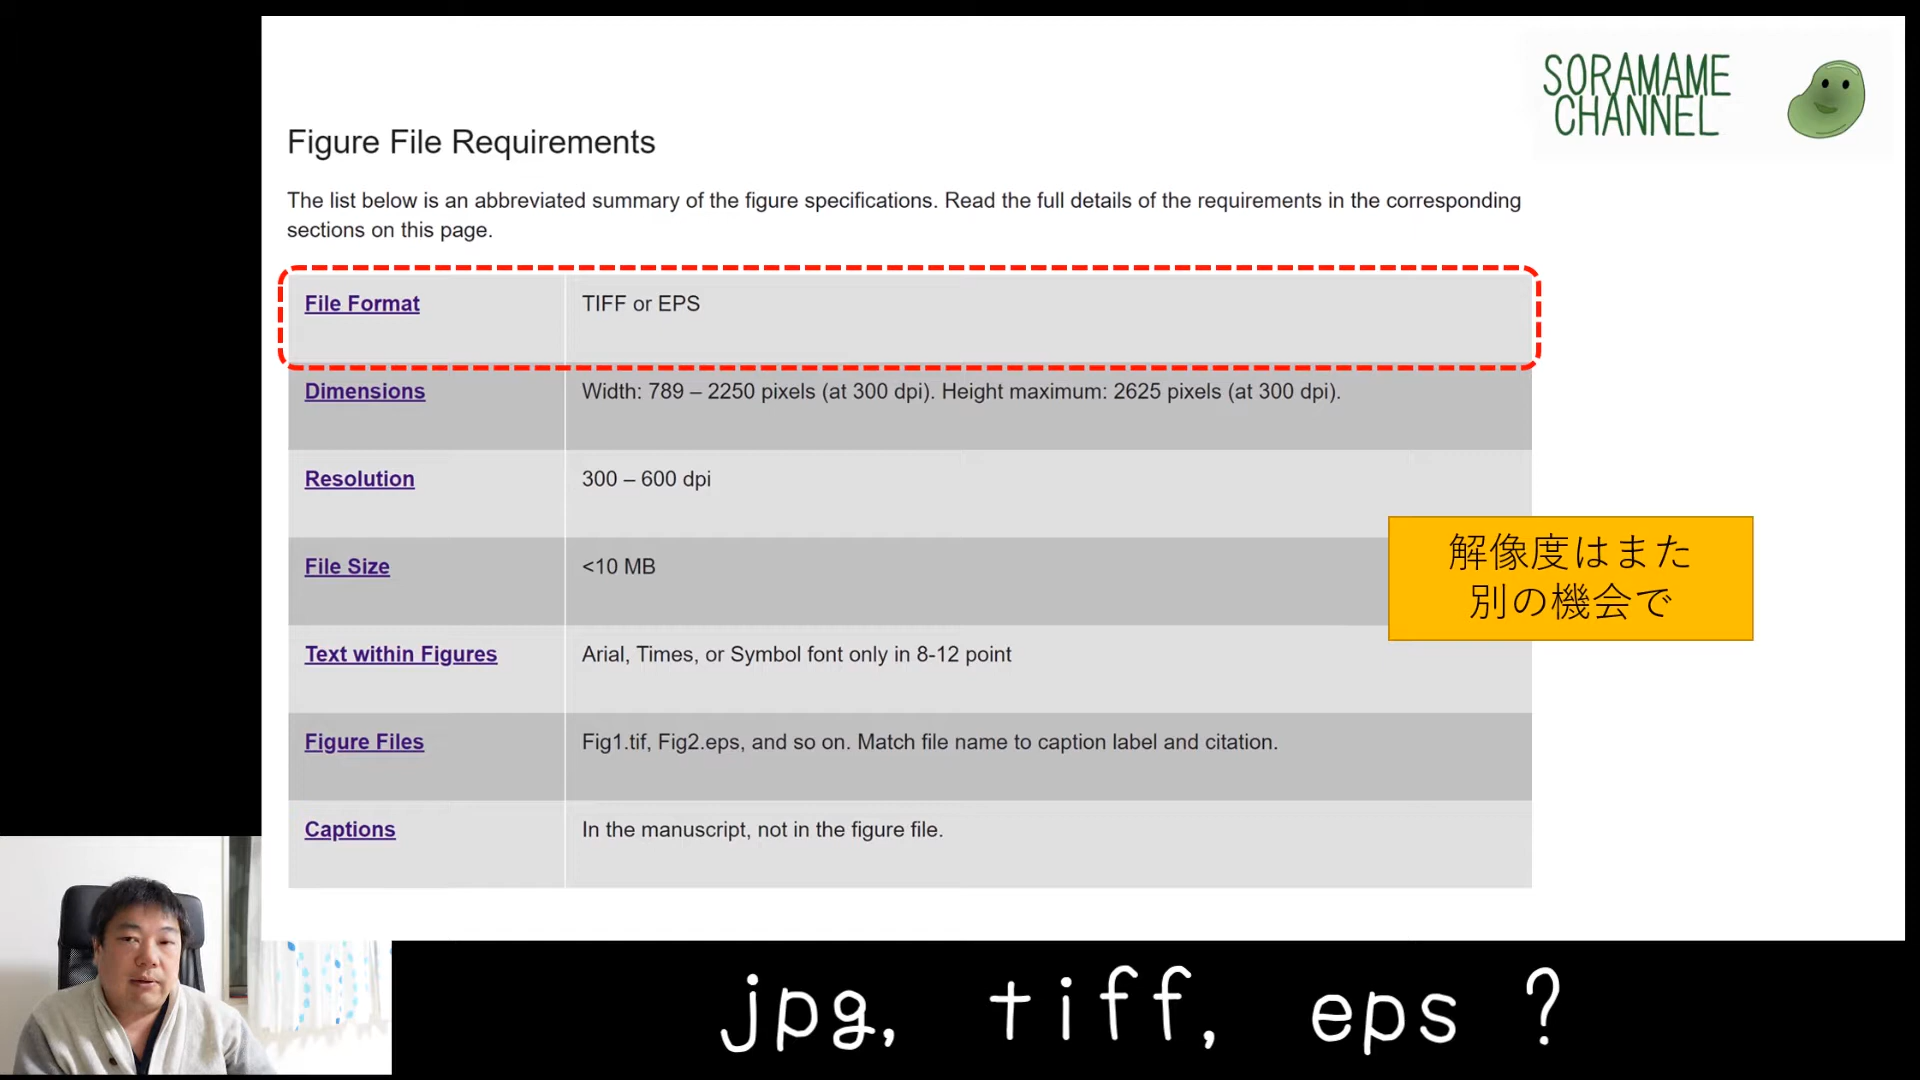 SORAMAME
CHANNEL
Figure File Requirements
The list below is an abbreviated summary of the figure specifications. Read the full details of the requirements in the corresponding
sections on this page.
File Format TIFF or EPS
Dimensions Width: 789 – 2250 pixels (at 300 dpi). Height maximum: 2625 pixels (at 300 dpi).
Resolution 300 – 600 dpi
File Size <10 MB
解像度はまた
別の機会で
Text within Figures Arial, Times, or Symbol font only in 8-12 point
Figure Files Fig1.tif, Fig2.eps, and so on. Match file name to caption label and citation.
Captions In the manuscript, not in the figure file.
jpg, tiff, eps ?